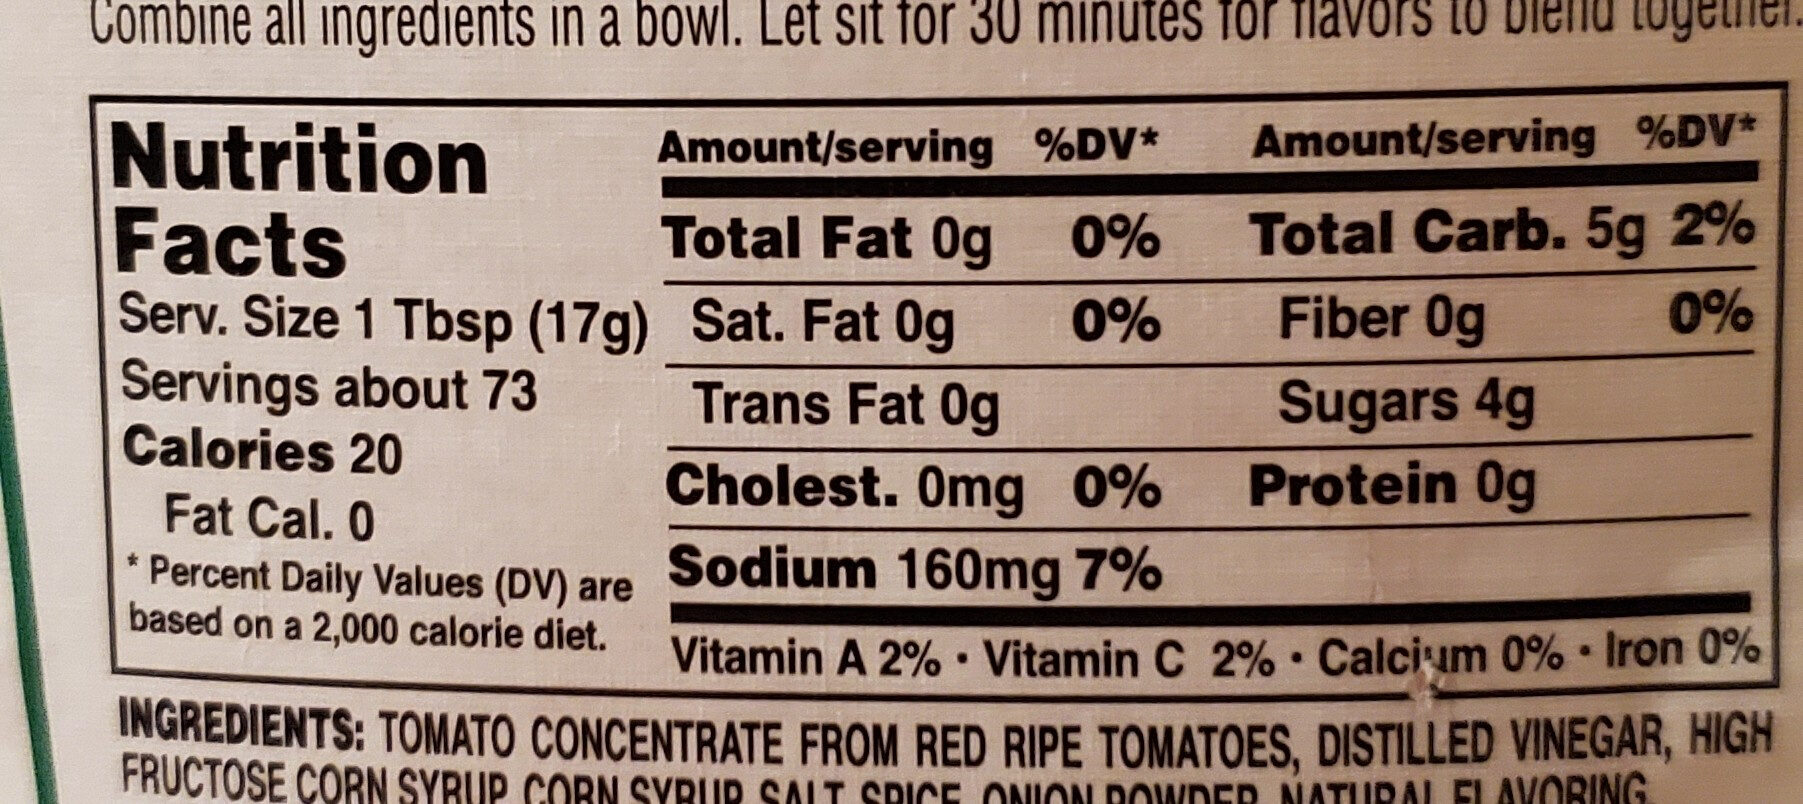 Combine all ingredients in a bowl. Let sit for 30 minutes for flavors to blend together.
Nutrition
Facts
Serv. Size 1 Tbsp (17g)
Servings about 73
Calories 20
Fat Cal. 0
* Percent Daily Values (DV) are
based on a 2,000 calorie diet.
Amount/serving %DV* Amount/serving %DV*
Total Fat 0g 0% Total Carb. 5g 2%
Sat. Fat 0g 0% Fiber 0g 0%
Trans Fat 0g Sugars 4g
Cholest. 0mg 0% Protein 0g
Sodium 160mg 7%
Vitamin A 2% • Vitamin C 2% • Calcium 0% • Iron 0%
INGREDIENTS: TOMATO CONCENTRATE FROM RED RIPE TOMATOES, DISTILLED VINEGAR, HIGH
FRUCTOSE CORN SYRUP, CORN SYRUP, SALT, SPICE, ONION POWDER, NATURAL FLAVORING.